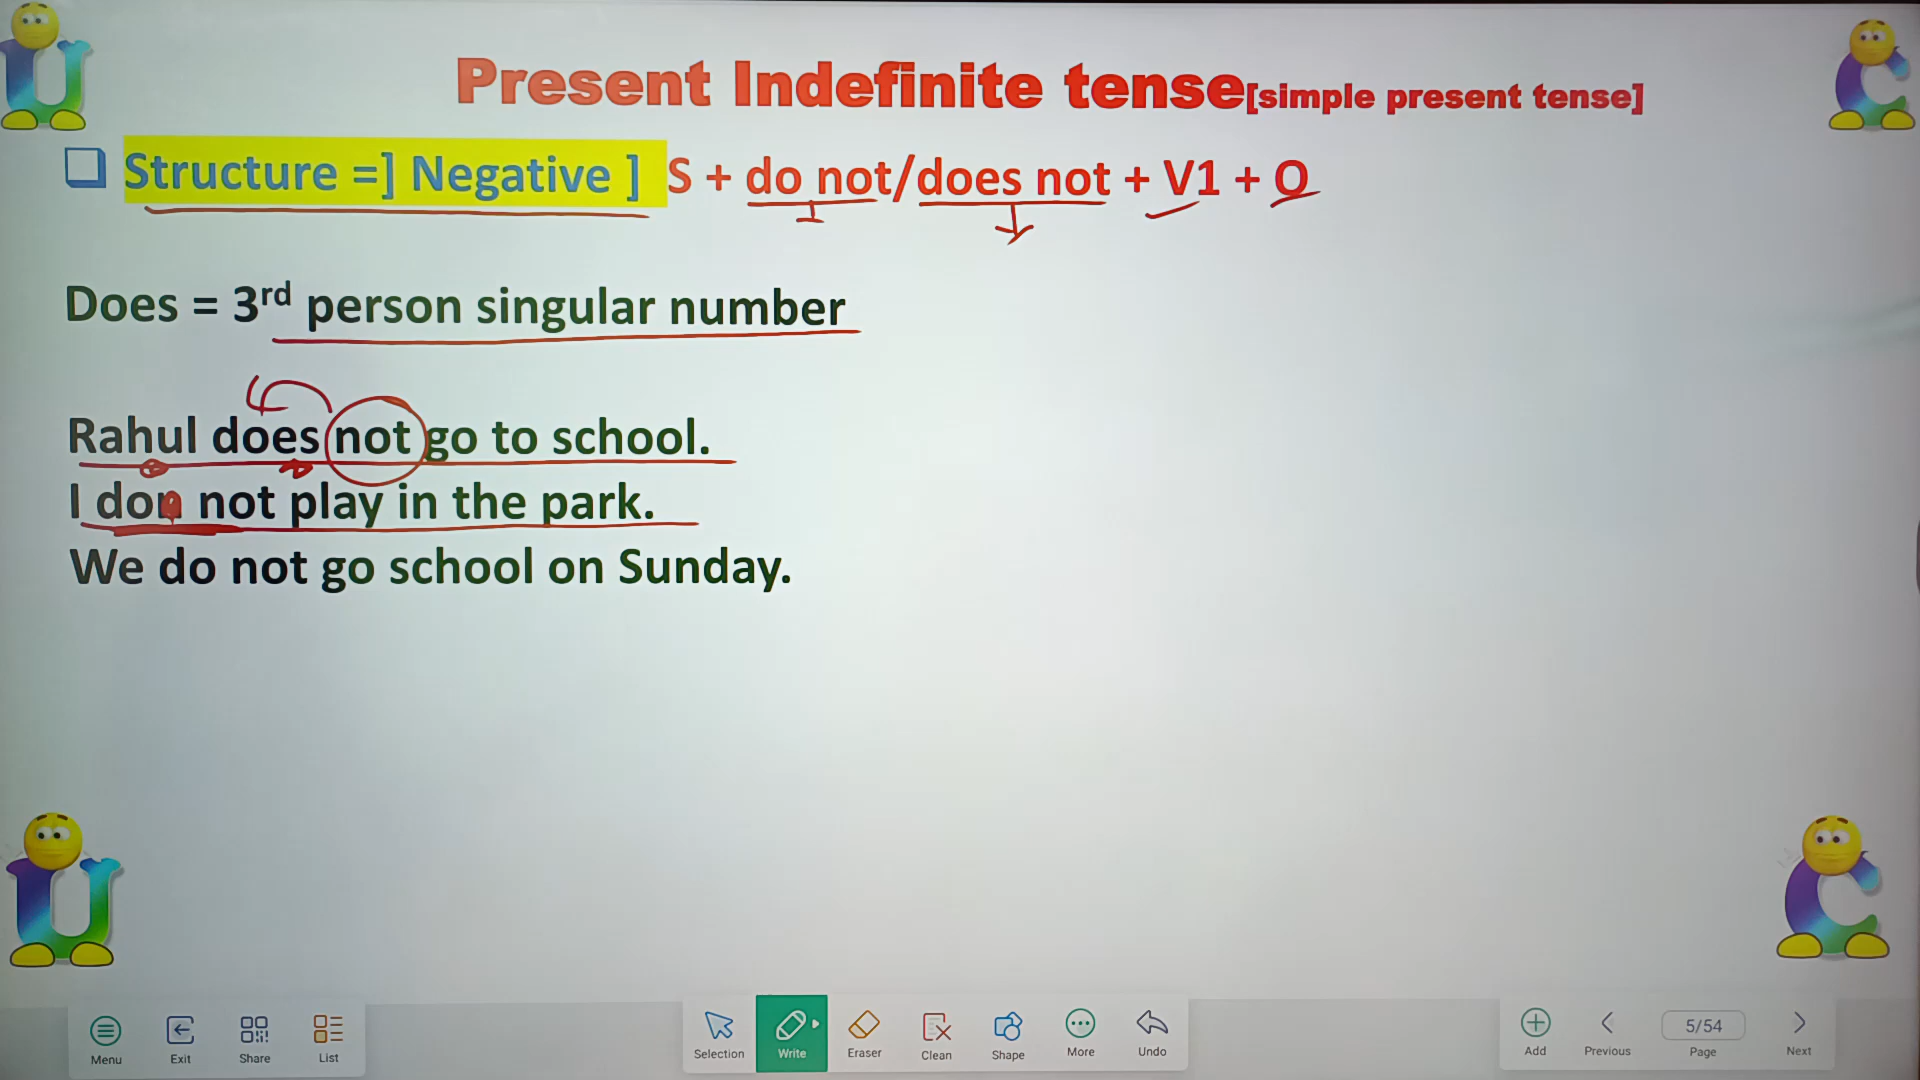 Present Indefinite tense[simple present tense]
Structure =] Negative ] S + do not/does not + V1 + O
Does = 3rd person singular number
Rahul does not go to school.
I don not play in the park.
We do not go school on Sunday.
U
C
U
C
Menu Exit Share List Selection Write Eraser Clean Shape More Undo Add Previous 5/54 Page Next